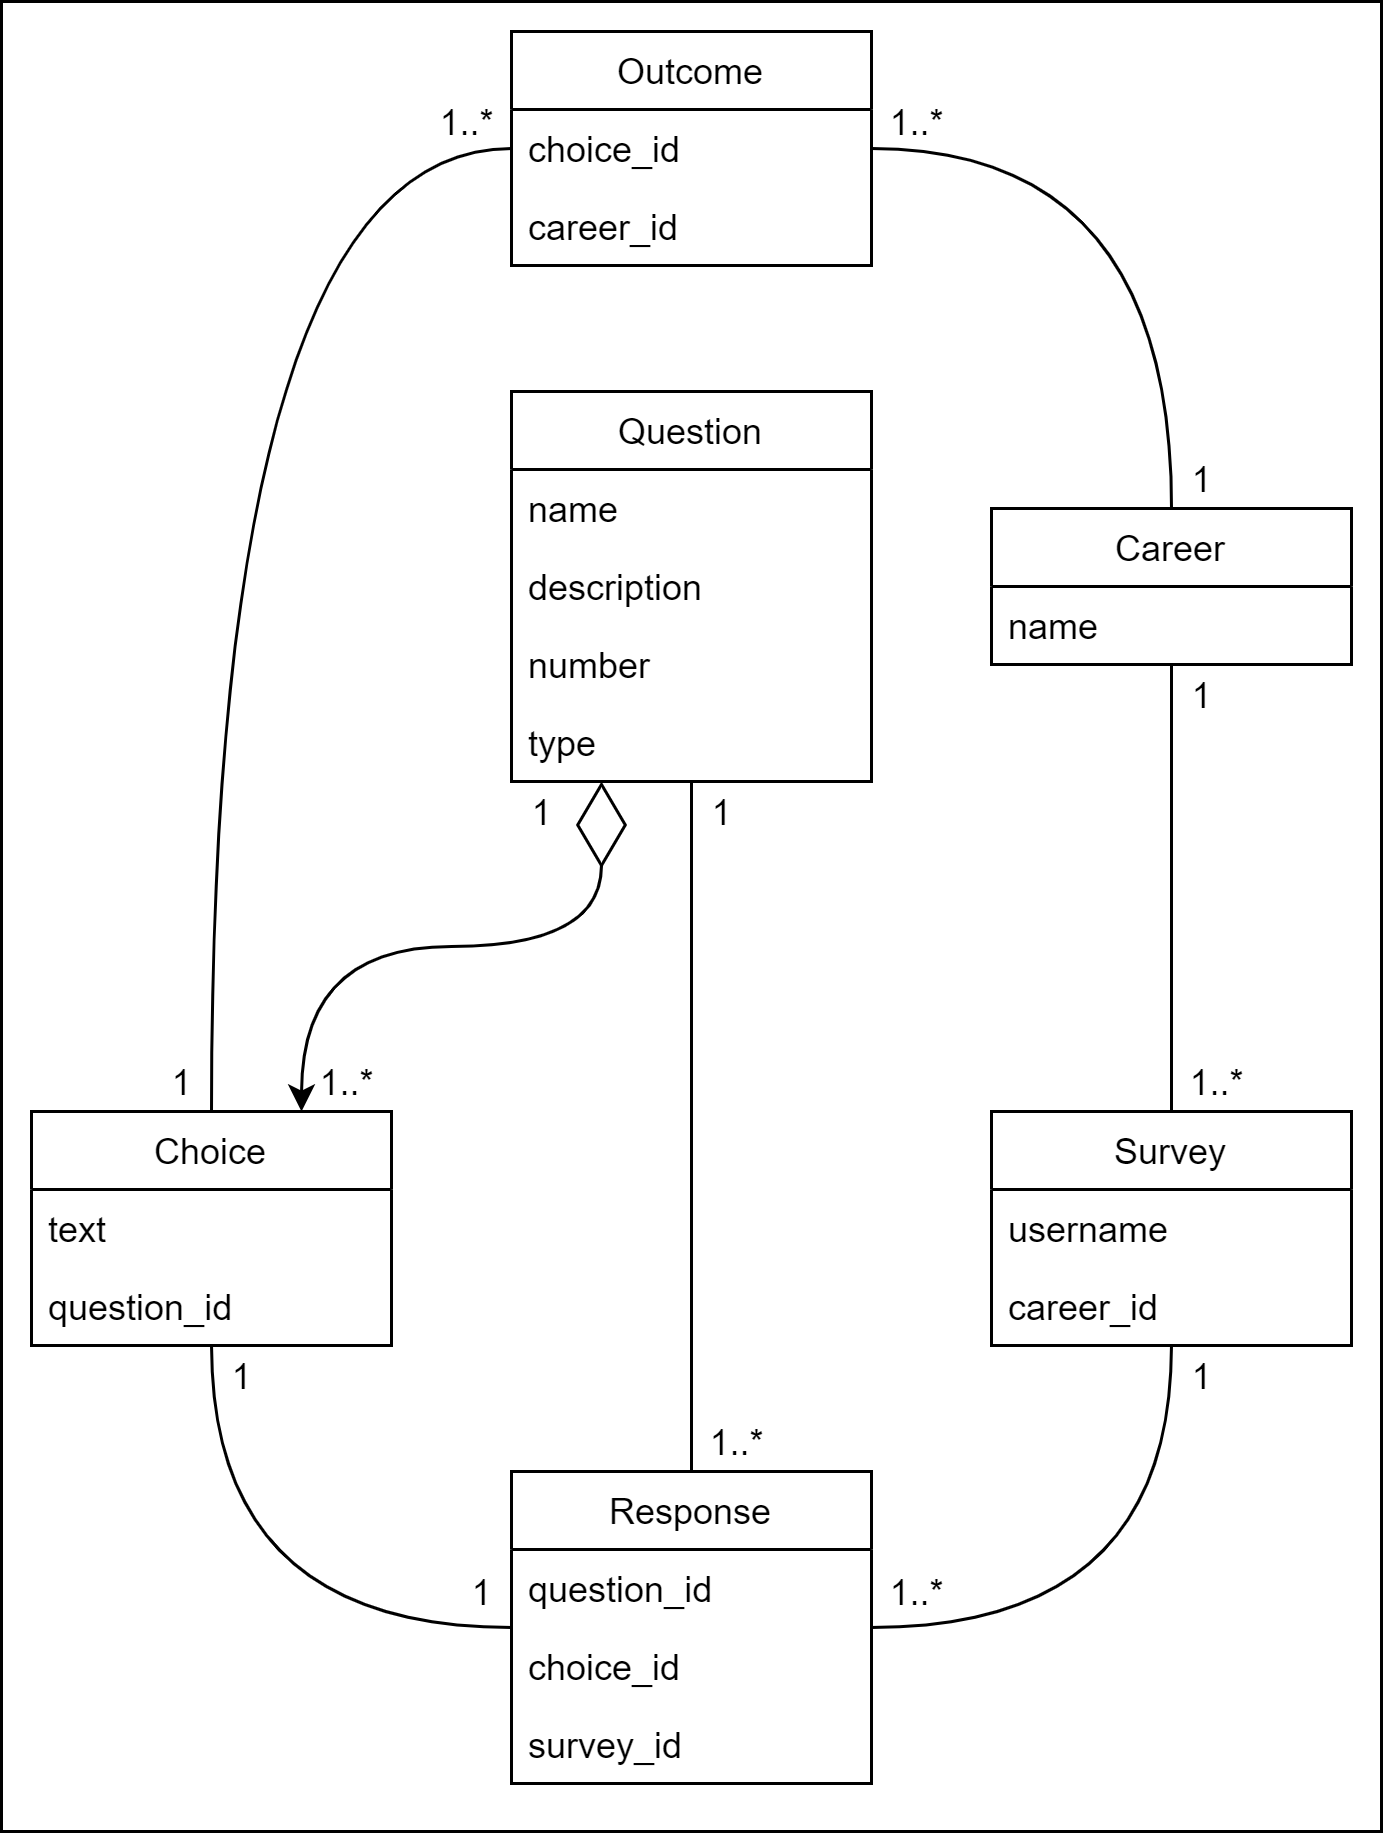 Outcome
1..*
1..*
choice_id
career_id
Question
name
description
number
type
1
1
1
Career
name
1
1
1..*
1..*
Choice
text
question_id
1
Survey
username
career_id
1
1..*
Response
1
1..*
question_id
choice_id
survey_id